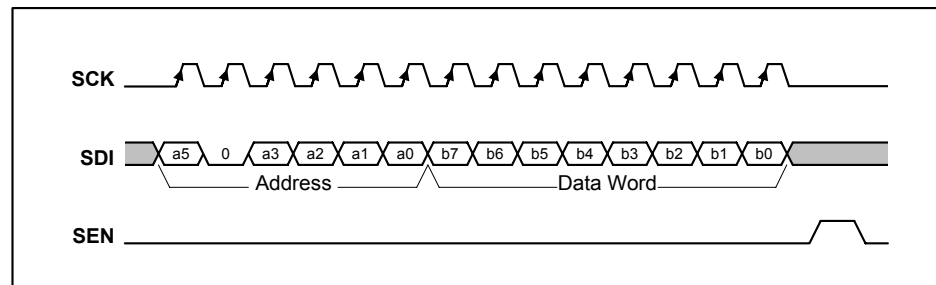 SCK
SDI a5 0 a3 a2 a1 a0 b7 b6 b5 b4 b3 b2 b1 b0
Address Data Word
SEN